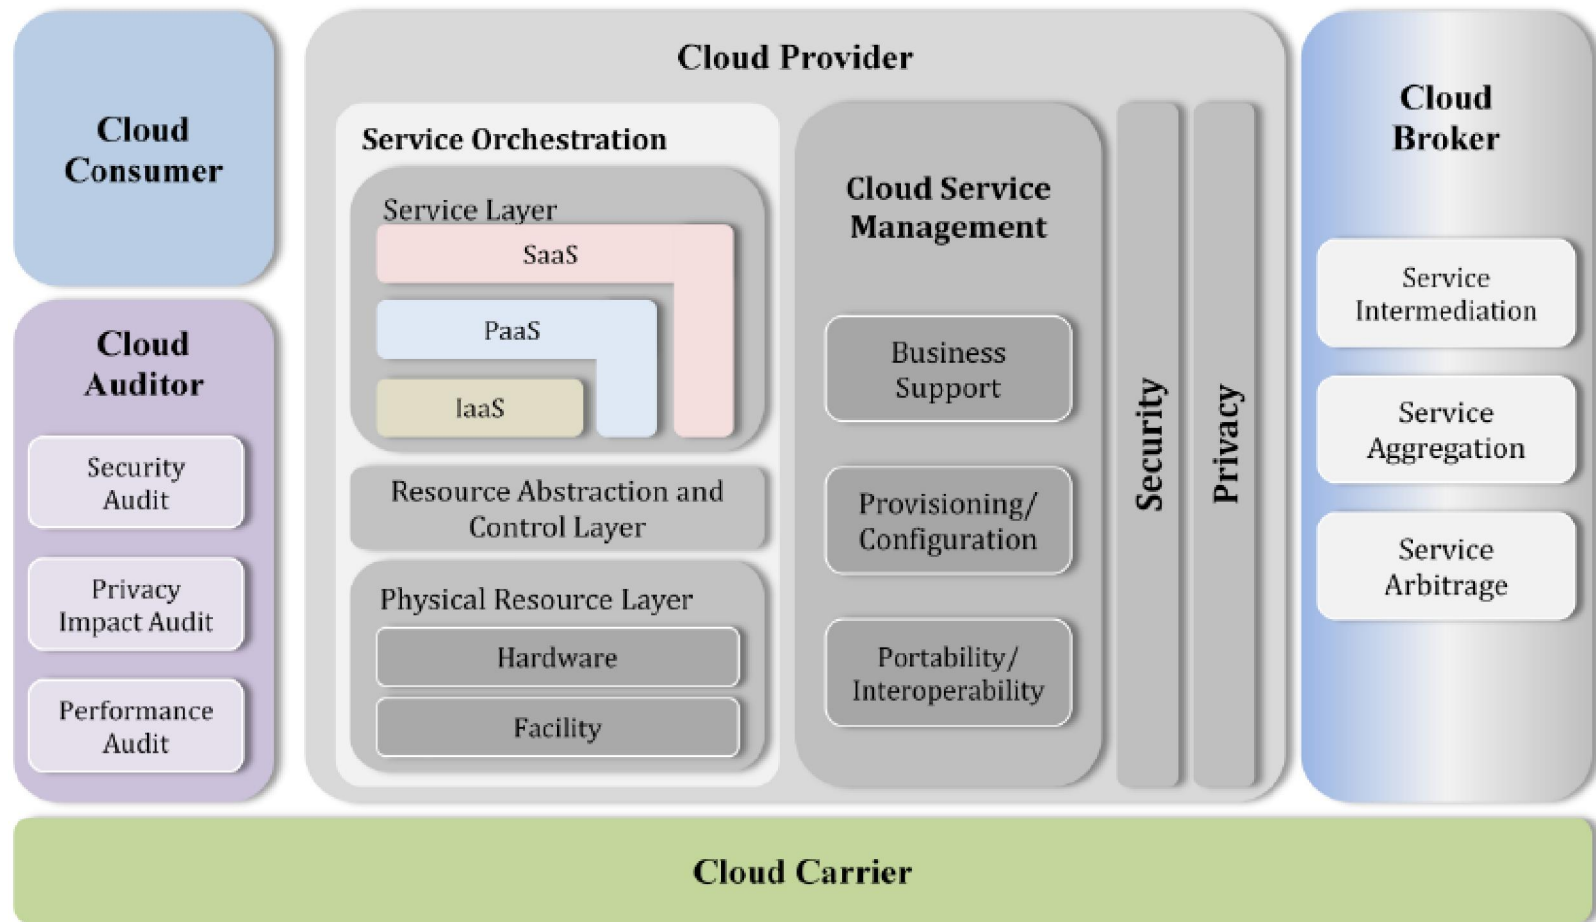 Cloud
Consumer
Cloud
Auditor
Security
Audit
Privacy
Impact Audit
Performance
Audit
Cloud Provider
Service Orchestration
Service Layer
SaaS
PaaS
IaaS
Resource Abstraction and
Control Layer
Physical Resource Layer
Hardware
Facility
Cloud Service
Management
Business
Support
Provisioning/
Configuration
Portability/
Interoperability
Security
Privacy
Cloud
Broker
Service
Intermediation
Service
Aggregation
Service
Arbitrage
Cloud Carrier